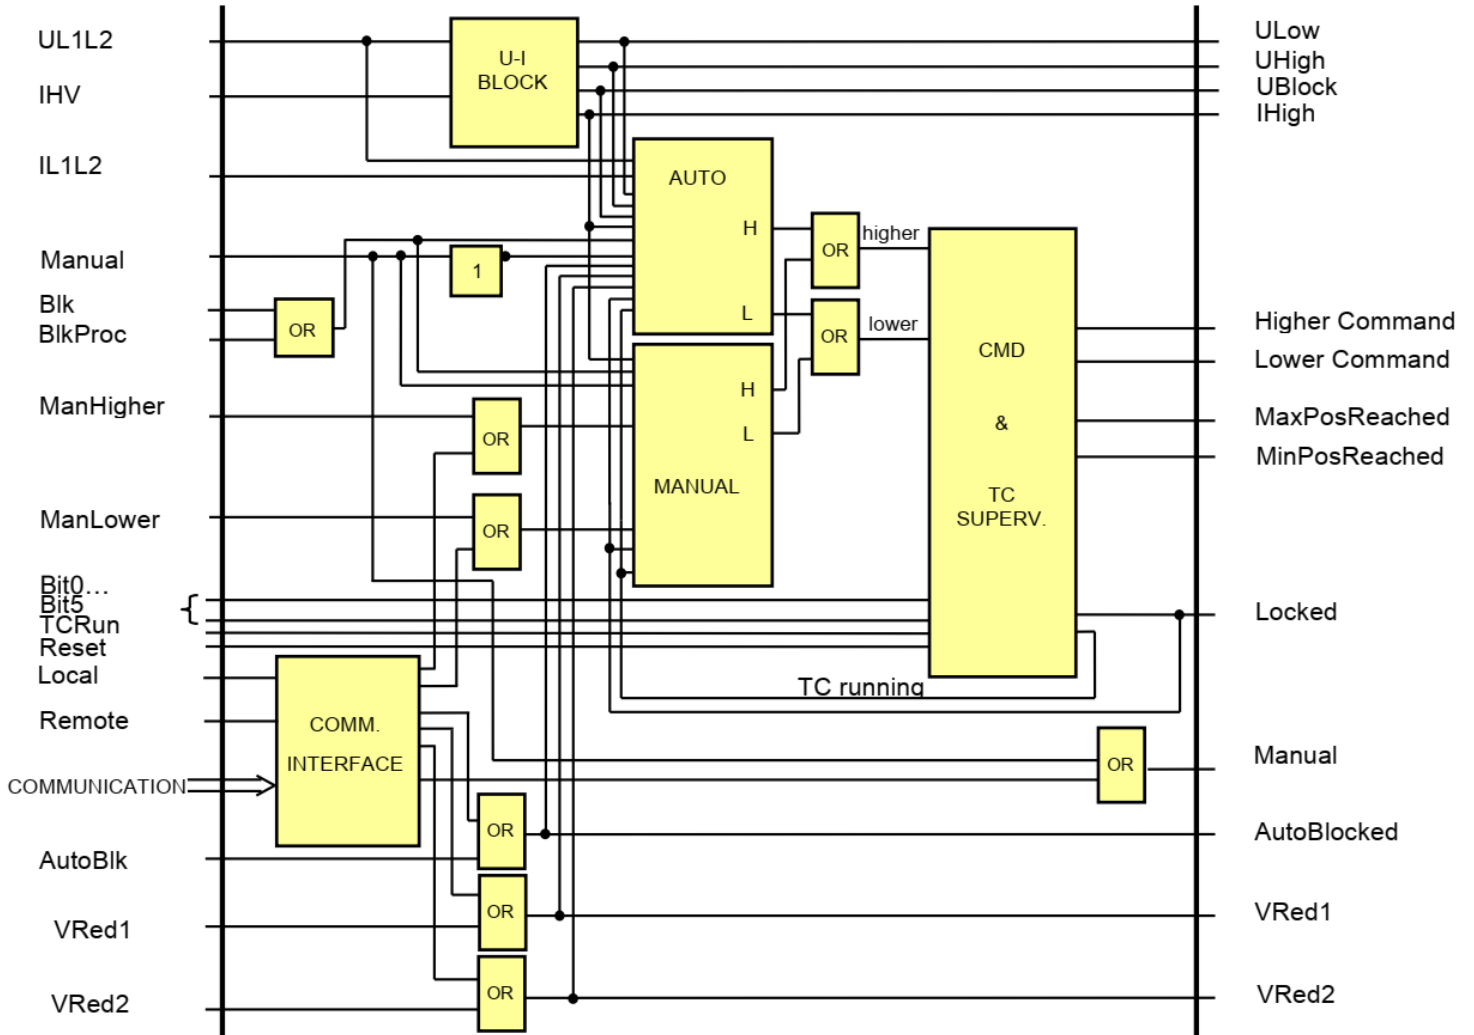 UL1L2
IHV
IL1L2
Manual
Blk
BlkProc
ManHigher
ManLower
Bit0...
Bit5
TCRun
Reset
Local
Remote
COMMUNICATION
AutoBlk
VRed1
VRed2
U-I
BLOCK
AUTO
H
L
1
OR
OR
higher
OR
lower
H
L
MANUAL
OR
OR
CMD
&
TC
SUPERV.
TC running
COMM.
INTERFACE
OR
OR
OR
OR
ULow
UHigh
UBlock
IHigh
Higher Command
Lower Command
MaxPosReached
MinPosReached
Locked
Manual
AutoBlocked
VRed1
VRed2